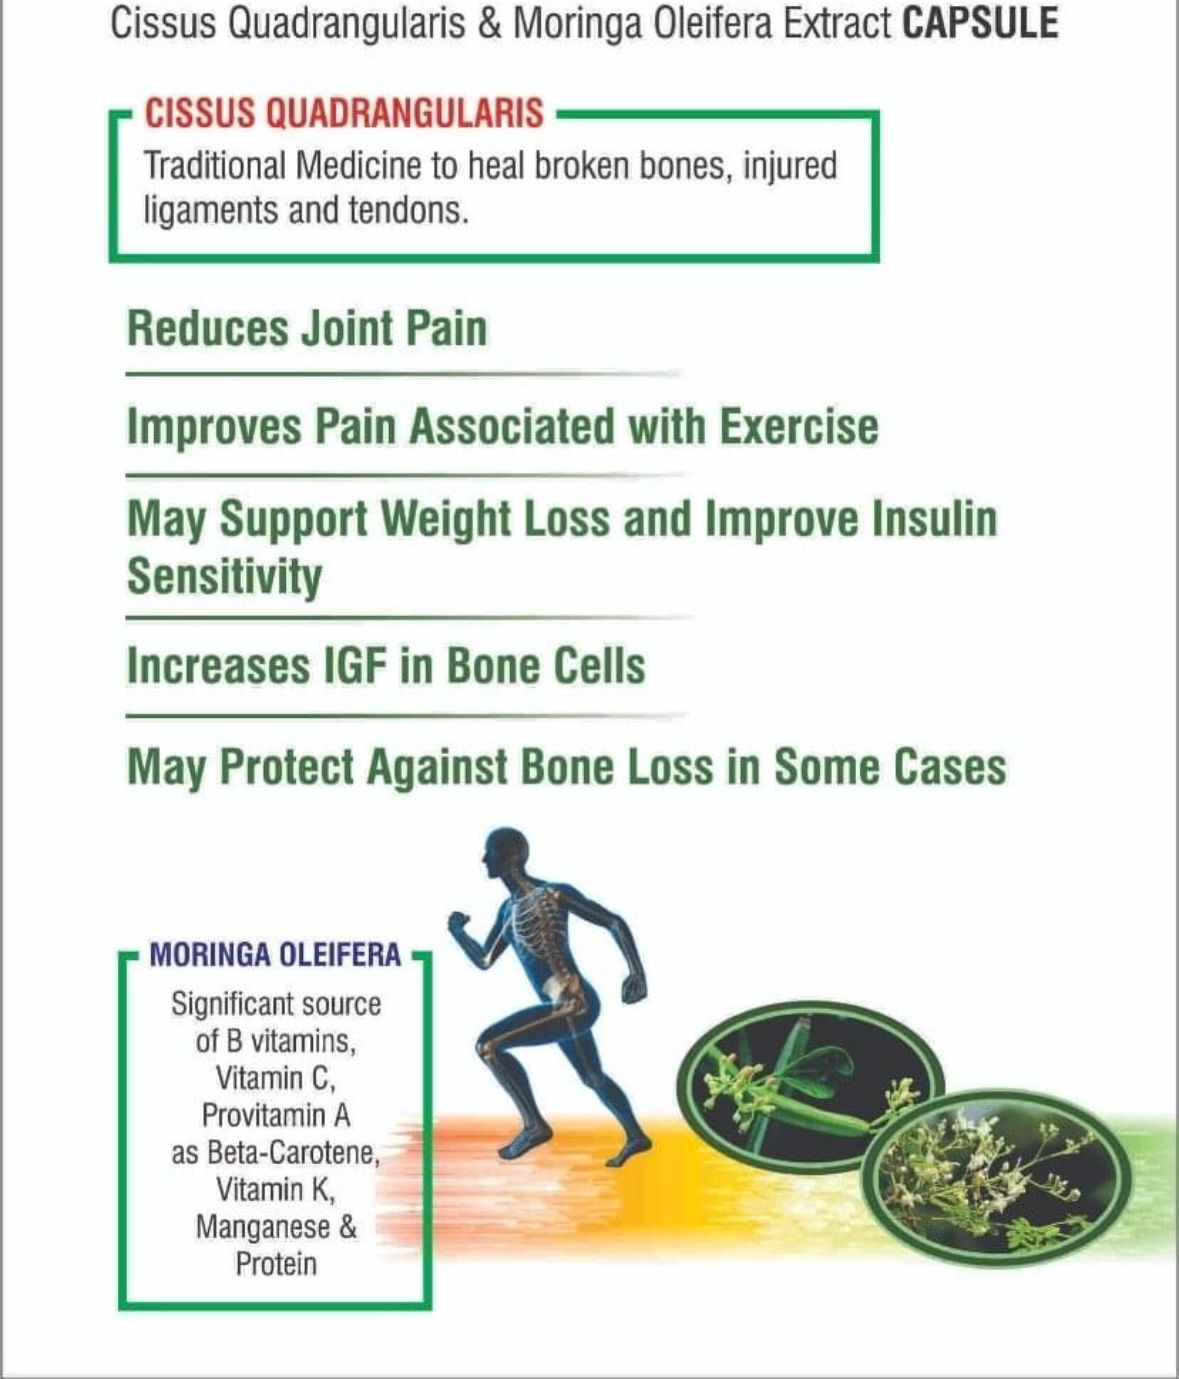 Cissus Quadrangularis & Moringa Oleifera Extract CAPSULE
CISSUS QUADRANGULARIS
Traditional Medicine to heal broken bones, injured
ligaments and tendons.
Reduces Joint Pain
Improves Pain Associated with Exercise
May Support Weight Loss and Improve Insulin
Sensitivity
Increases IGF in Bone Cells
May Protect Against Bone Loss in Some Cases
MORINGA OLEIFERA
Significant source
of B vitamins,
Vitamin C,
Provitamin A
as Beta-Carotene,
Vitamin K,
Manganese &
Protein